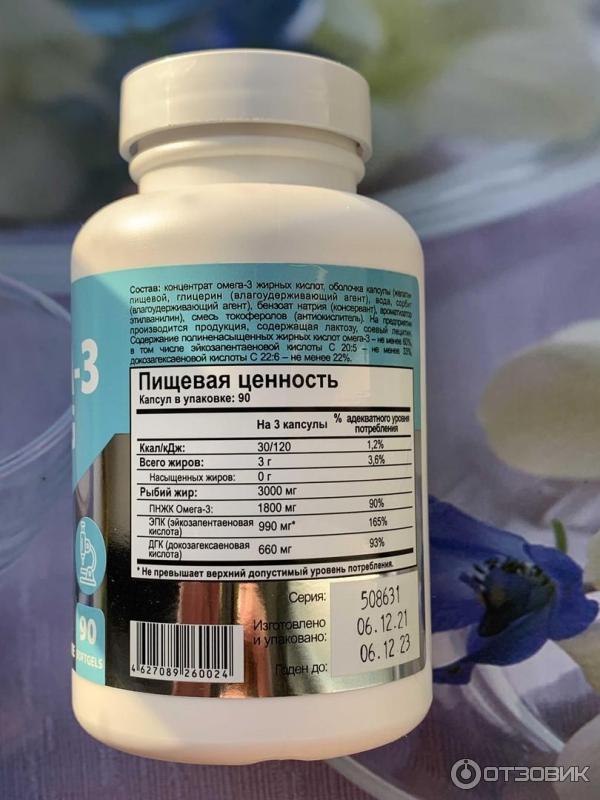 Состав: концентрат омега-3 жирных кислот, оболочка капсулы (желатин
пищевой, глицерин (влагоудерживающий агент), вода, сорбит
(влагоудерживающий агент), бензоат натрия (консервант), ароматизатор
этилванилин), смесь токоферолов (антиокислитель). На предприятии
производится продукция, содержащая лактозу, соевый лецитин.
Содержание полиненасыщенных жирных кислот омега-3 – не менее 60%,
в том числе эйкозапентаеновой кислоты С 20:5 – не менее 33%,
докозагексаеновой кислоты С 22:6 – не менее 22%.
Пищевая ценность
Капсул в упаковке: 90
На 3 капсулы % адекватного уровня потребления
Ккал/кДж: 30/120 1,2%
Всего жиров: 3 г 3,6%
Насыщенных жиров: 0 г
Рыбий жир: 3000 мг
ПНЖК Омега-3: 1800 мг 90%
ЭПК (эйкозапентаеновая кислота) 990 мг* 165%
ДГК (докозагексаеновая кислота) 660 мг 93%
* Не превышает верхний допустимый уровень потребления.
Серия: 508631
Изготовлено
и упаковано: 06.12.21
Годен до: 06.12.23
4 627089 260024
-3
90
SOFTGELS
ОТЗОВИК